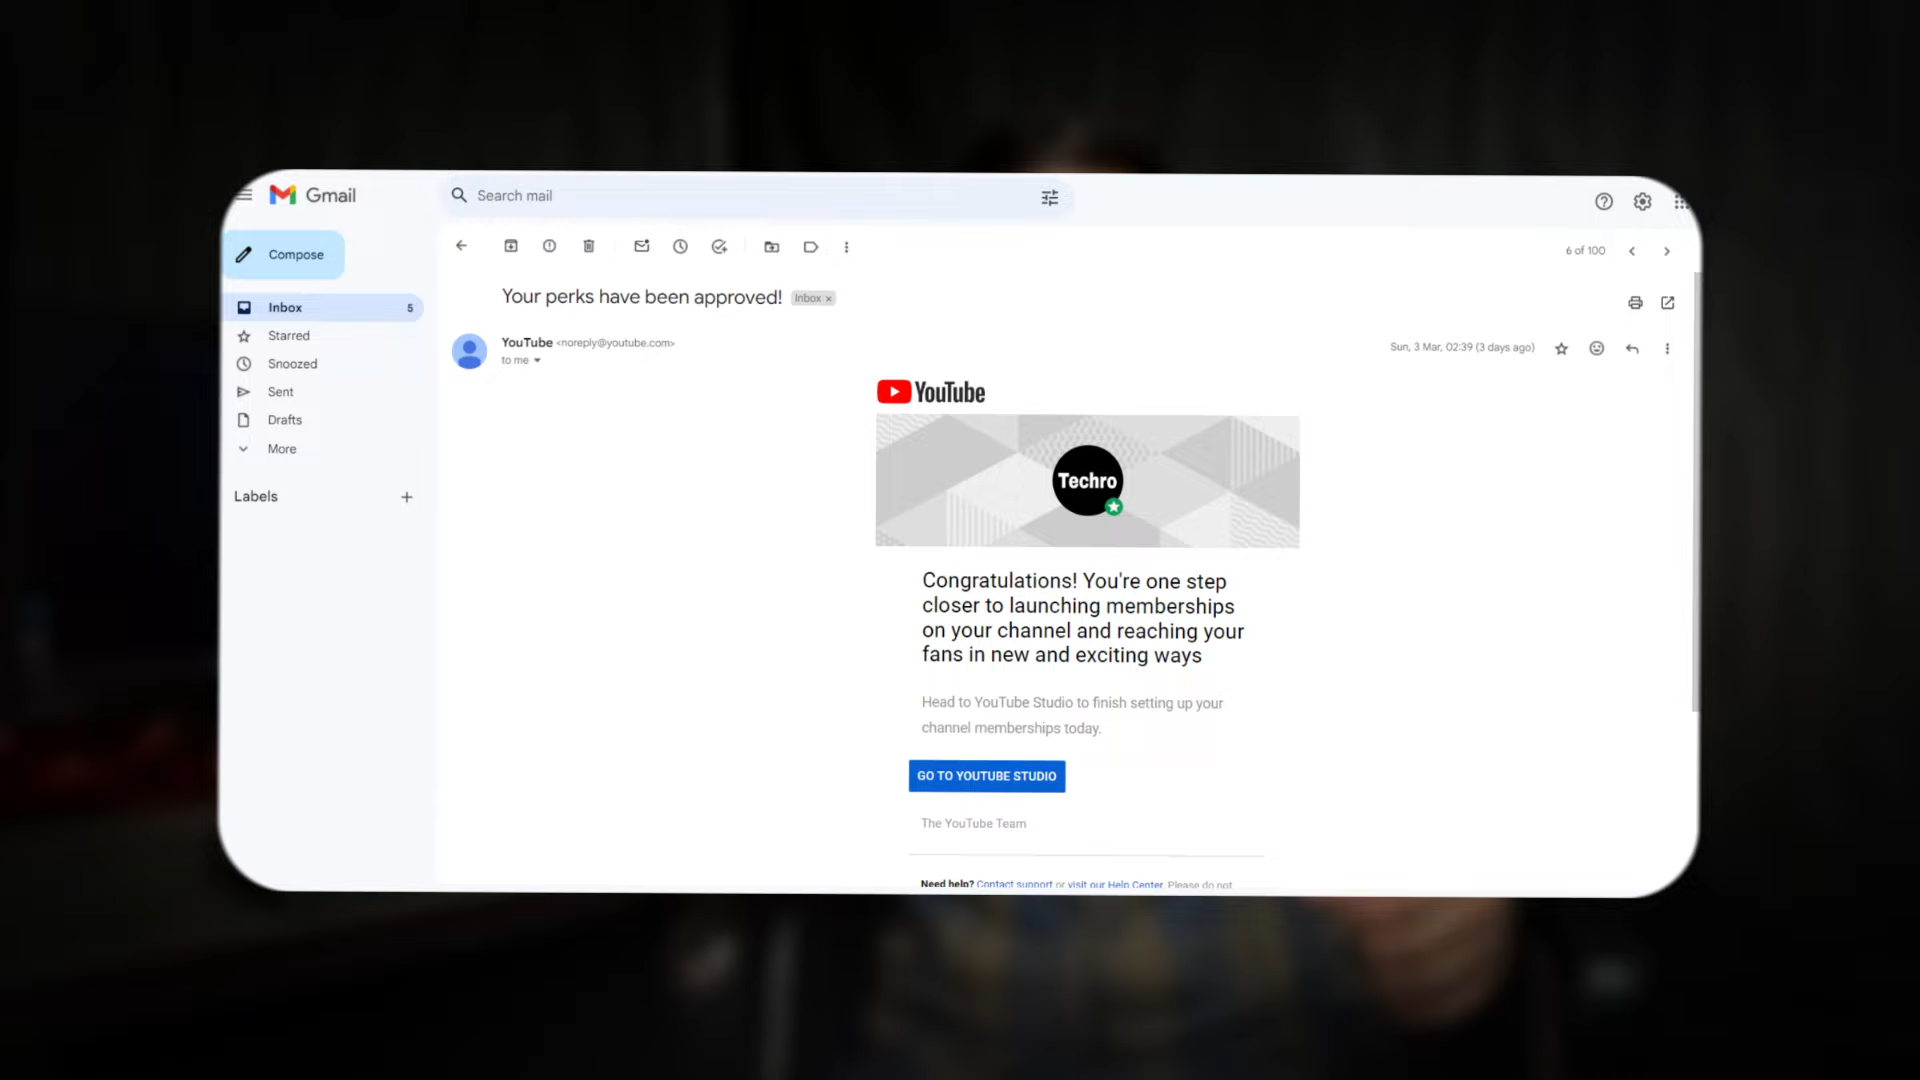 Gmail
Search mail
Compose
6 of 100
Inbox 5
Your perks have been approved! Inbox ×
Starred
YouTube <noreply@youtube.com>
Sun, 3 Mar, 02:39 (3 days ago)
to me
Snoozed
Sent
Drafts
More
Labels
YouTube
Techro
Congratulations! You're one step
closer to launching memberships
on your channel and reaching your
fans in new and exciting ways
Head to YouTube Studio to finish setting up your
channel memberships today.
GO TO YOUTUBE STUDIO
The YouTube Team
Need help? Contact support or visit our Help Center. Please do not